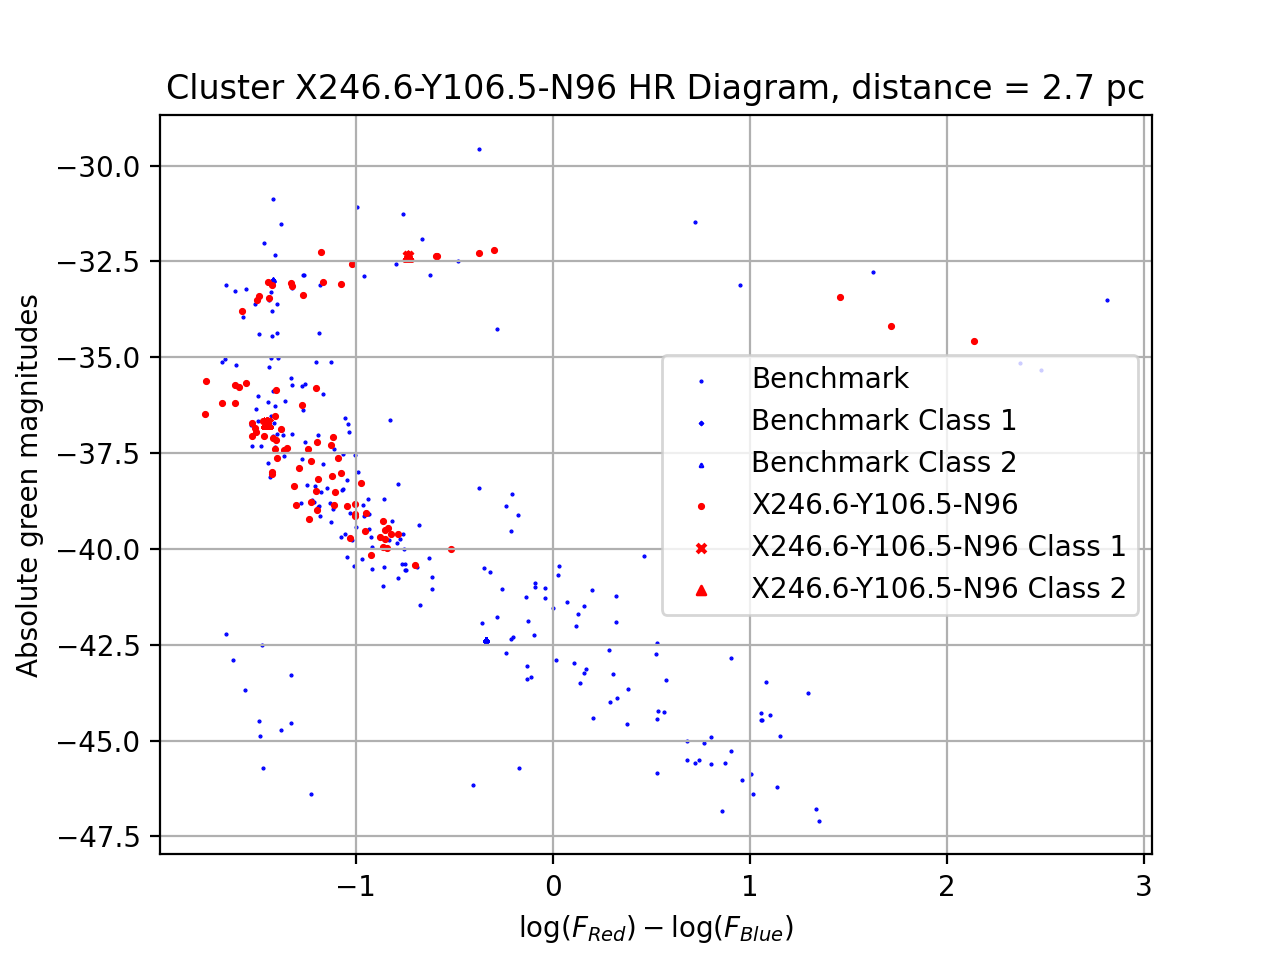 Cluster X246.6-Y106.5-N96 HR Diagram, distance = 2.7 pc
Absolute green magnitudes
−30.0
−32.5
−35.0
−37.5
−40.0
−42.5
−45.0
−47.5
Benchmark
Benchmark Class 1
Benchmark Class 2
X246.6-Y106.5-N96
X246.6-Y106.5-N96 Class 1
X246.6-Y106.5-N96 Class 2
−1 0 1 2 3
log(F_Red) − log(F_Blue)